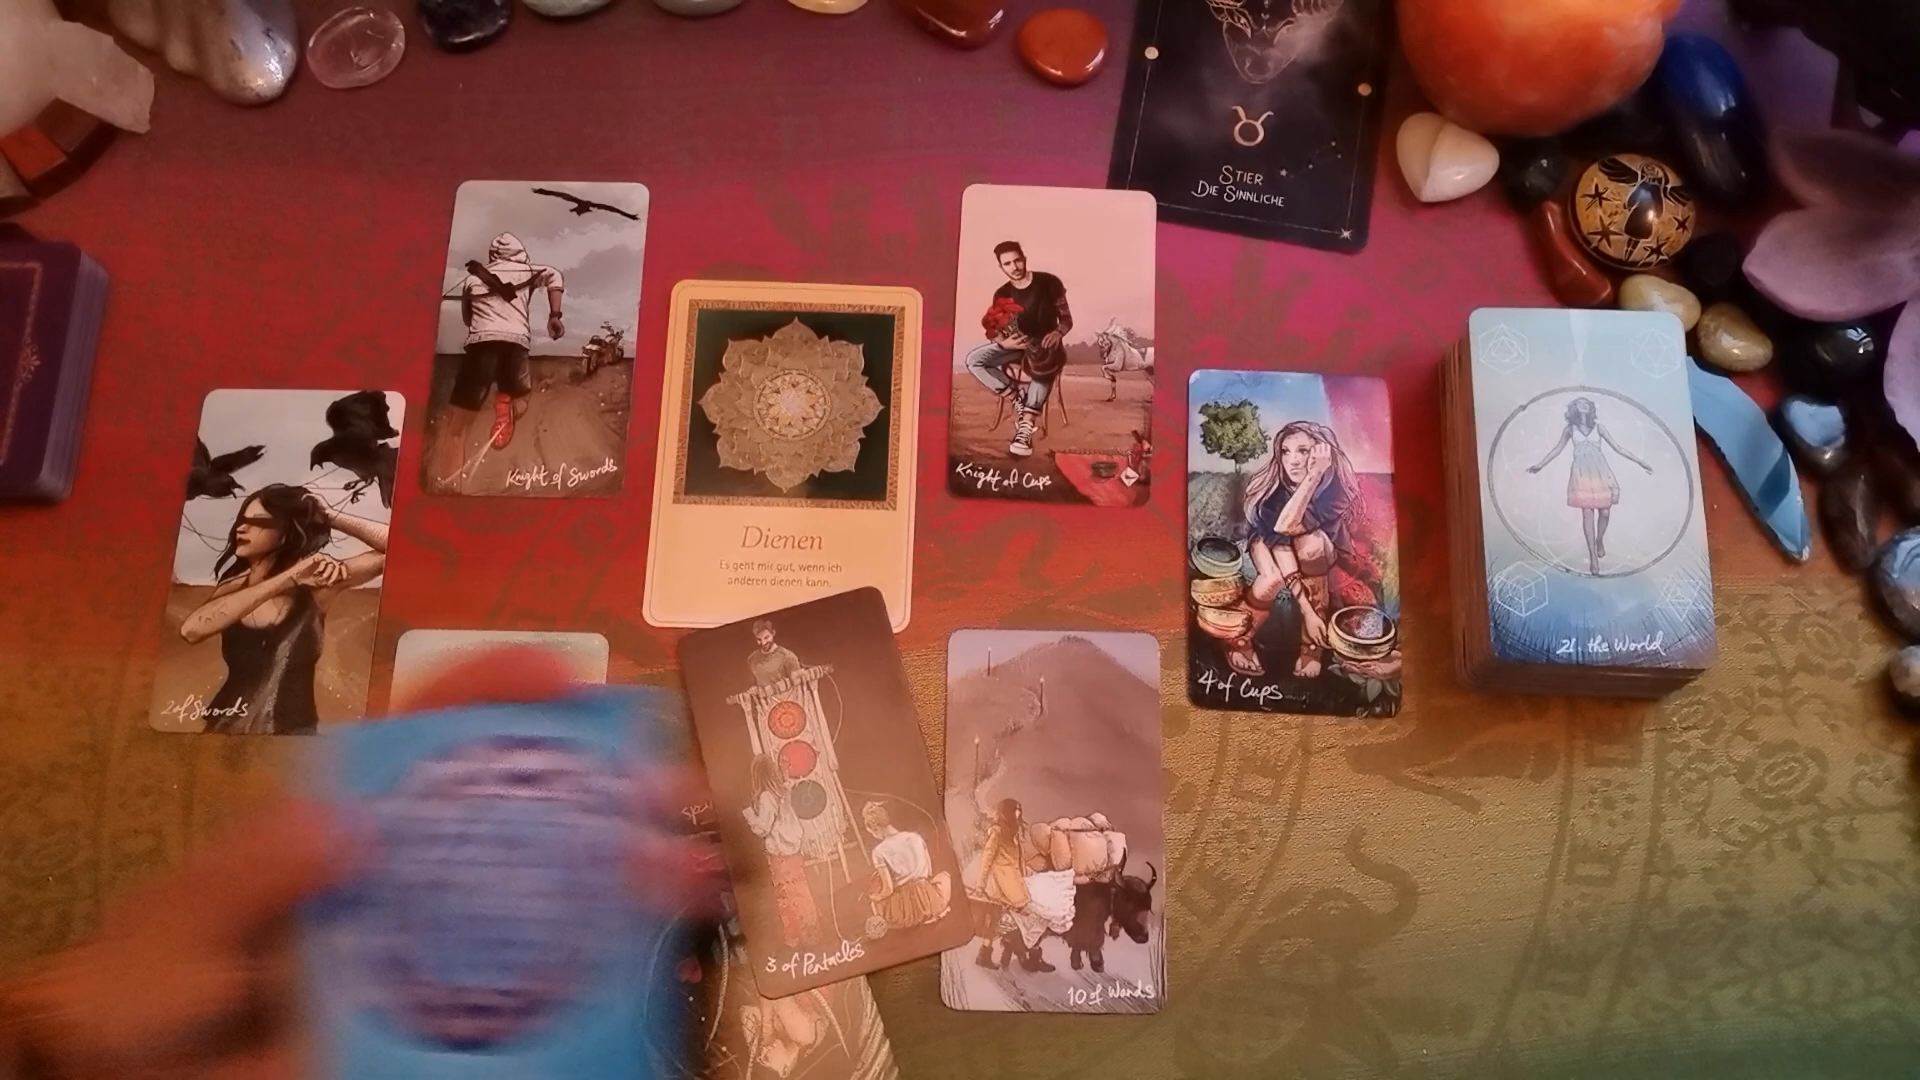 STIER
DIE SINNLICHE
Knight of Swords
Knight of Cups
Dienen
Es geht mir gut, wenn ich
anderen dienen kann.
21. the World
4 of Cups
2 of Swords
3 of Pentacles
10 of Wands